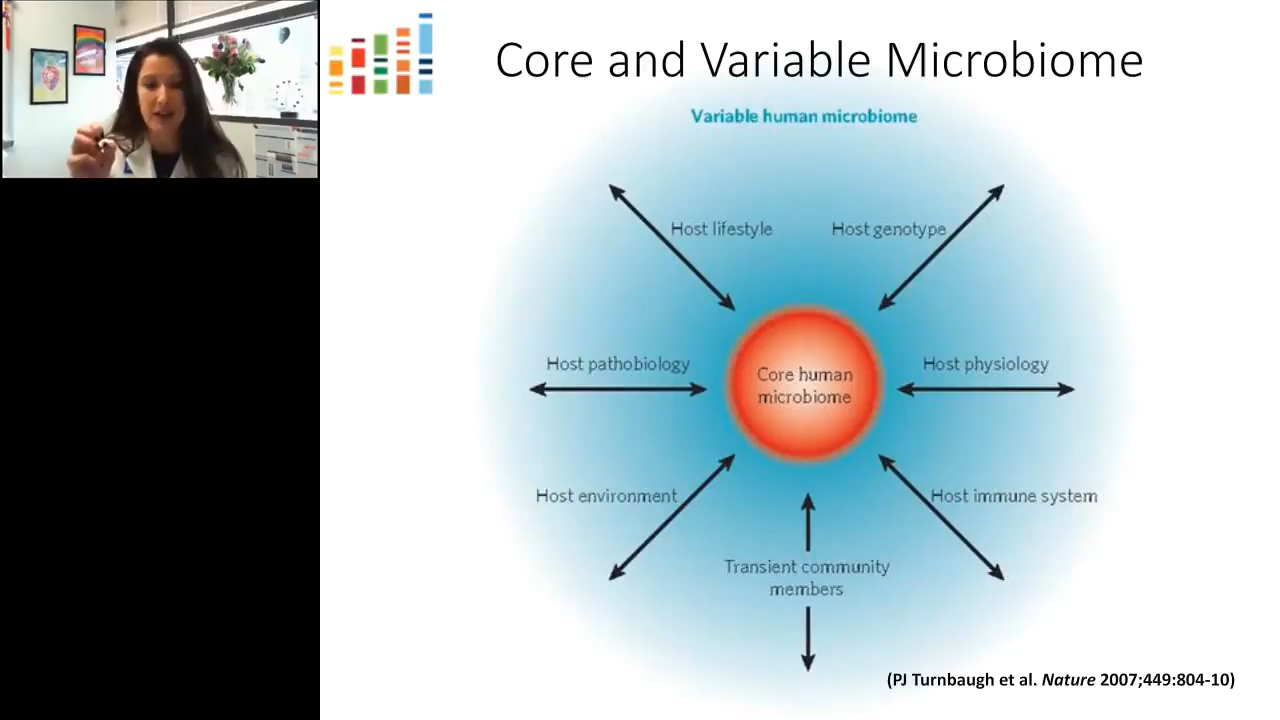 Core and Variable Microbiome
Variable human microbiome
Host lifestyle
Host genotype
Host pathobiology
Host physiology
Core human
microbiome
Host environment
Host immune system
Transient community
members
(PJ Turnbaugh et al. Nature 2007;449:804-10)